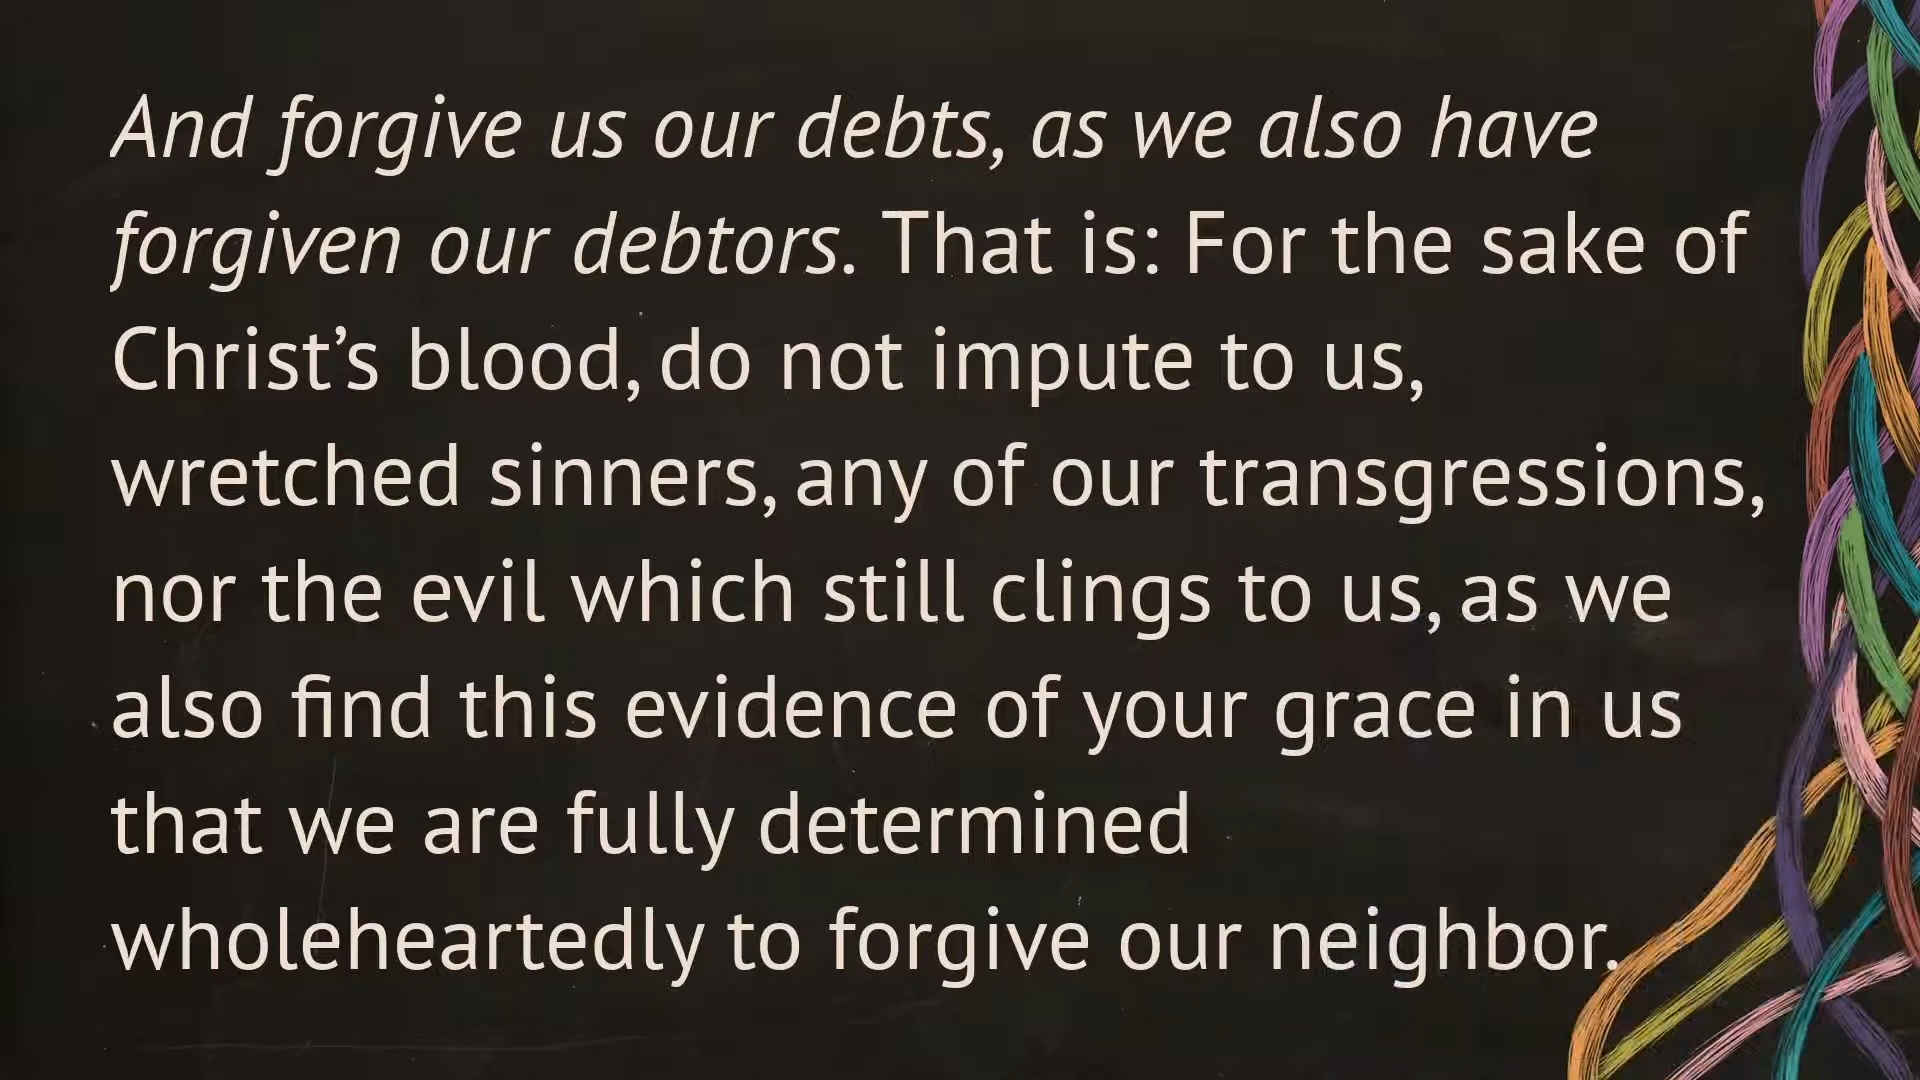 And forgive us our debts, as we also have
forgiven our debtors. That is: For the sake of
Christ’s blood, do not impute to us,
wretched sinners, any of our transgressions,
nor the evil which still clings to us, as we
also find this evidence of your grace in us
that we are fully determined
wholeheartedly to forgive our neighbor.